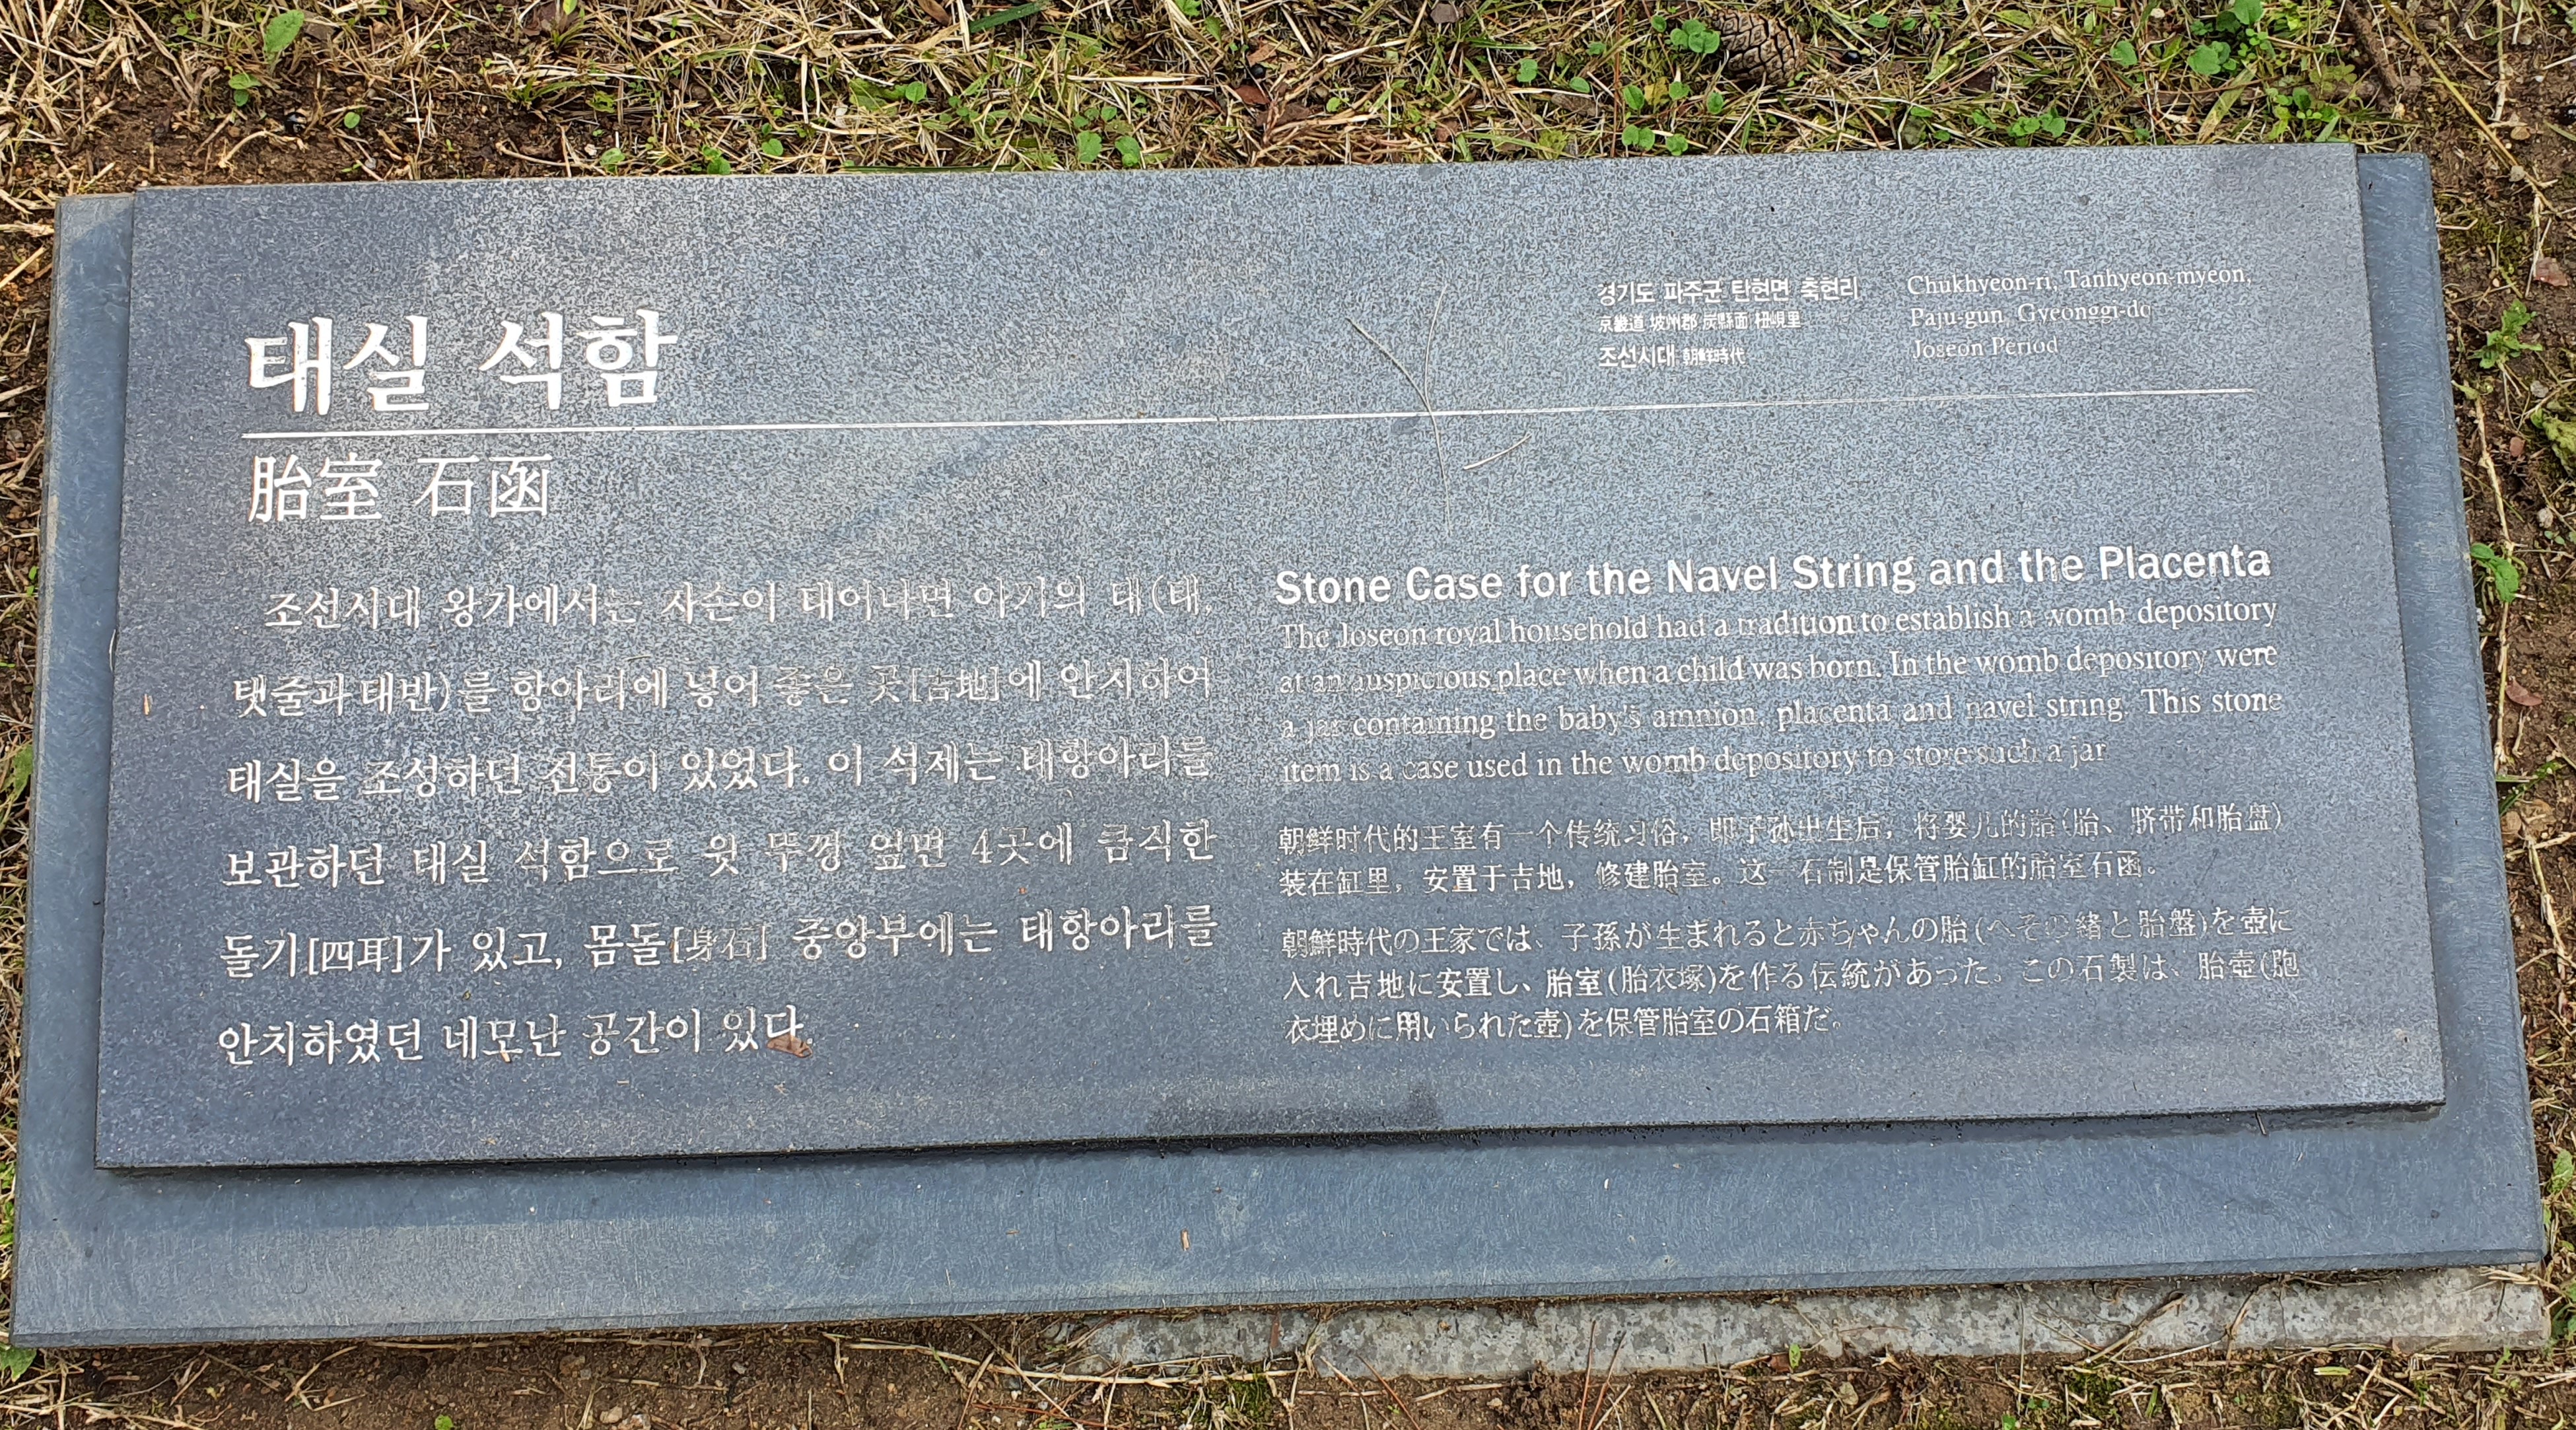 태실 석함
胎室 石函
경기도 파주군 탄현면 축현리
京畿道 坡州郡 炭縣面 杻峴里
조선시대 朝鮮時代
Chukhyeon-ri, Tanhyeon-myeon,
Paju-gun, Gyeonggi-do
Joseon Period
조선시대 왕가에서는 자손이 태어나면 아기의 태(태,
탯줄과 태반)를 항아리에 넣어 좋은 곳[吉地]에 안치하여
태실을 조성하던 전통이 있었다. 이 석제는 태항아리를
보관하던 태실 석함으로 윗 뚜껑 옆면 4곳에 큼직한
돌기[四耳]가 있고, 몸돌[身石] 중앙부에는 태항아리를
안치하였던 네모난 공간이 있다.
Stone Case for the Navel String and the Placenta
The Joseon royal household had a tradition to establish a womb depository
at an auspicious place when a child was born. In the womb depository were
a jar containing the baby's amnion, placenta and navel string. This stone
item is a case used in the womb depository to store such a jar.
朝鲜时代的王室有一个传统习俗，即子孙出生后，将婴儿的胎(胎、脐带和胎盘)
装在缸里，安置于吉地，修建胎室。这一石制是保管胎缸的胎室石函。
朝鮮時代の王家では、子孫が生まれると赤ちゃんの胎(へその緒と胎盤)を壺に
入れ吉地に安置し、胎室(胎衣塚)を作る伝統があった。この石製は、胎壺(胞
衣埋めに用いられた壺)を保管胎室の石箱だ。